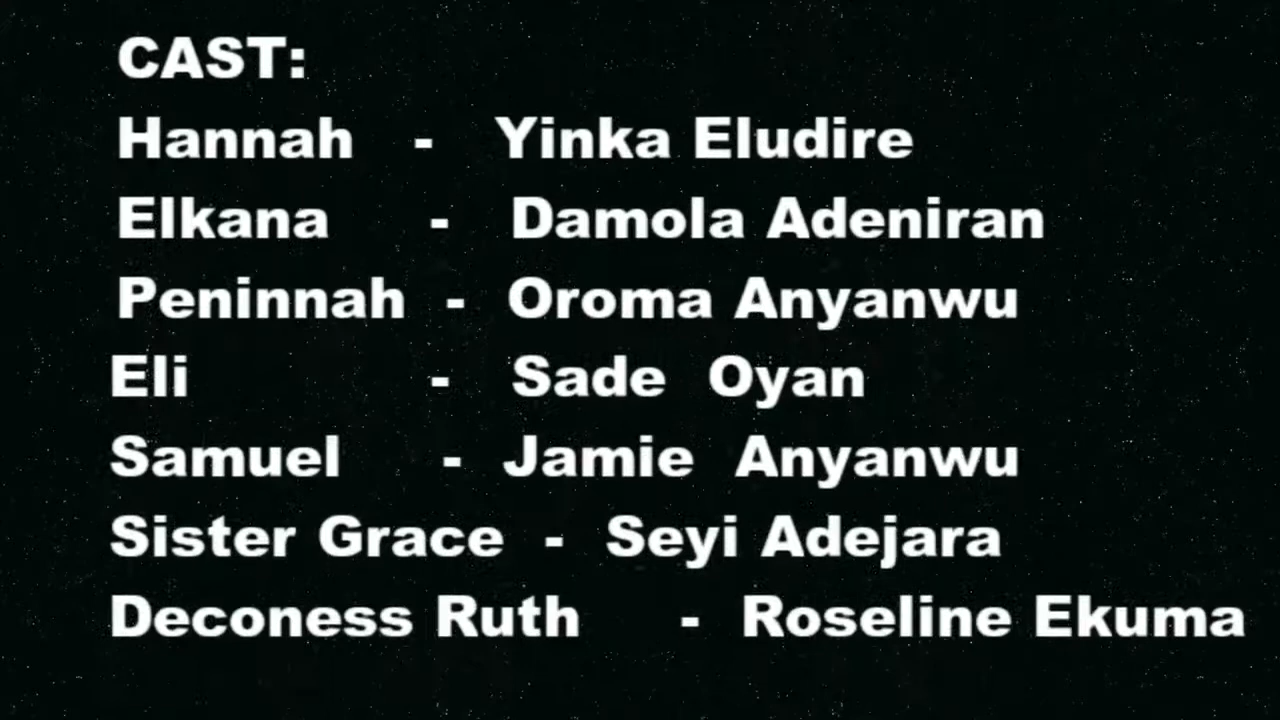 CAST:
Hannah - Yinka Eludire
Elkana - Damola Adeniran
Peninnah - Oroma Anyanwu
Eli - Sade Oyan
Samuel - Jamie Anyanwu
Sister Grace - Seyi Adejara
Deconess Ruth - Roseline Ekuma